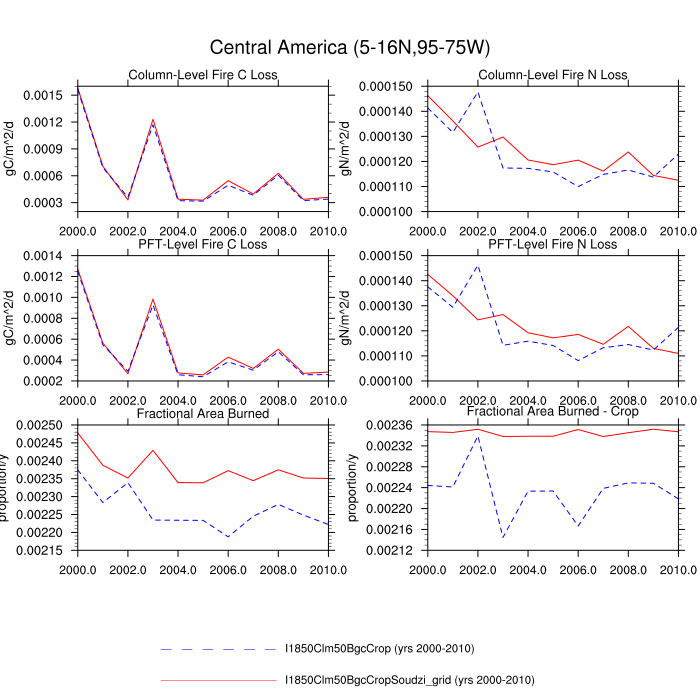 Central America (5-16N,95-75W)
Column-Level Fire C Loss
gC/m^2/d
0.0015
0.0012
0.0009
0.0006
0.0003
2000.0 2002.0 2004.0 2006.0 2008.0 2010.0
Column-Level Fire N Loss
gN/m^2/d
0.000150
0.000140
0.000130
0.000120
0.000110
0.000100
2000.0 2002.0 2004.0 2006.0 2008.0 2010.0
PFT-Level Fire C Loss
gC/m^2/d
0.0014
0.0012
0.0010
0.0008
0.0006
0.0004
0.0002
2000.0 2002.0 2004.0 2006.0 2008.0 2010.0
PFT-Level Fire N Loss
gN/m^2/d
0.000150
0.000140
0.000130
0.000120
0.000110
0.000100
2000.0 2002.0 2004.0 2006.0 2008.0 2010.0
Fractional Area Burned
proportion/y
0.00250
0.00245
0.00240
0.00235
0.00230
0.00225
0.00220
0.00215
2000.0 2002.0 2004.0 2006.0 2008.0 2010.0
Fractional Area Burned - Crop
proportion/y
0.00236
0.00232
0.00228
0.00224
0.00220
0.00216
0.00212
2000.0 2002.0 2004.0 2006.0 2008.0 2010.0
I1850Clm50BgcCrop (yrs 2000-2010)
I1850Clm50BgcCropSoudzi_grid (yrs 2000-2010)